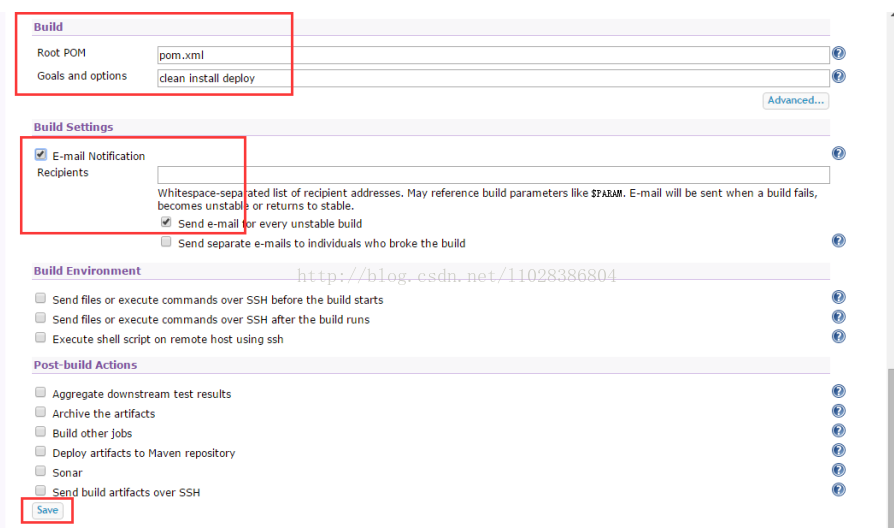 Build
Root POM pom.xml
Goals and options clean install deploy
Advanced...
Build Settings
E-mail Notification
Recipients
Whitespace-separated list of recipient addresses. May reference build parameters like $PARAM. E-mail will be sent when a build fails,
becomes unstable or returns to stable.
Send e-mail for every unstable build
Send separate e-mails to individuals who broke the build
Build Environment
http://blog.csdn.net/l1028386804
Send files or execute commands over SSH before the build starts
Send files or execute commands over SSH after the build runs
Execute shell script on remote host using ssh
Post-build Actions
Aggregate downstream test results
Archive the artifacts
Build other jobs
Deploy artifacts to Maven repository
Sonar
Send build artifacts over SSH
Save